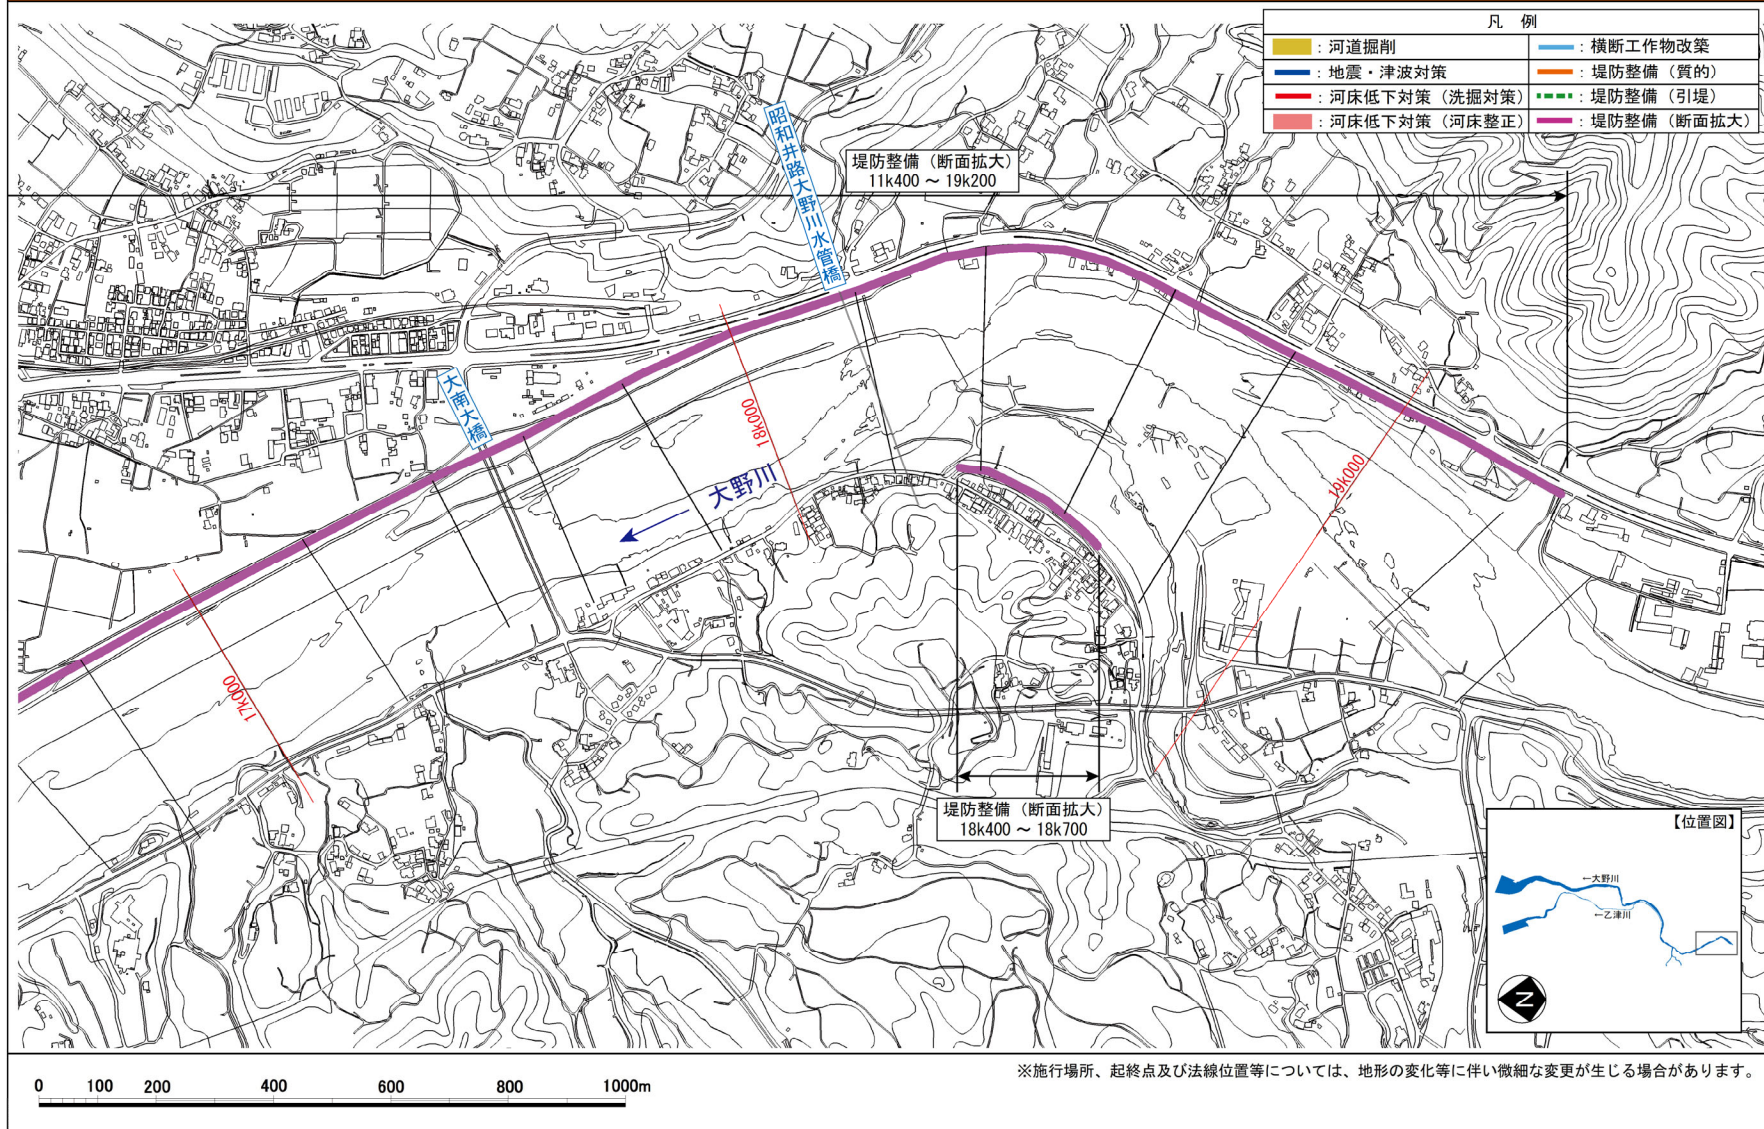 凡　例
：河道掘削
：横断工作物改築
：地震・津波対策
：堤防整備（質的）
：河床低下対策（洗掘対策）
：堤防整備（引堤）
：河床低下対策（河床整正）
：堤防整備（断面拡大）
昭和井路大野川水管橋
堤防整備（断面拡大）
11k400 ～ 19k200
大南大橋
18k000
大野川
19k000
17k000
堤防整備（断面拡大）
18k400 ～ 18k700
【位置図】
←大野川
←乙津川
N
※施行場所、起終点及び法線位置等については、地形の変化等に伴い微細な変更が生じる場合があります。
0 100 200 400 600 800 1000m